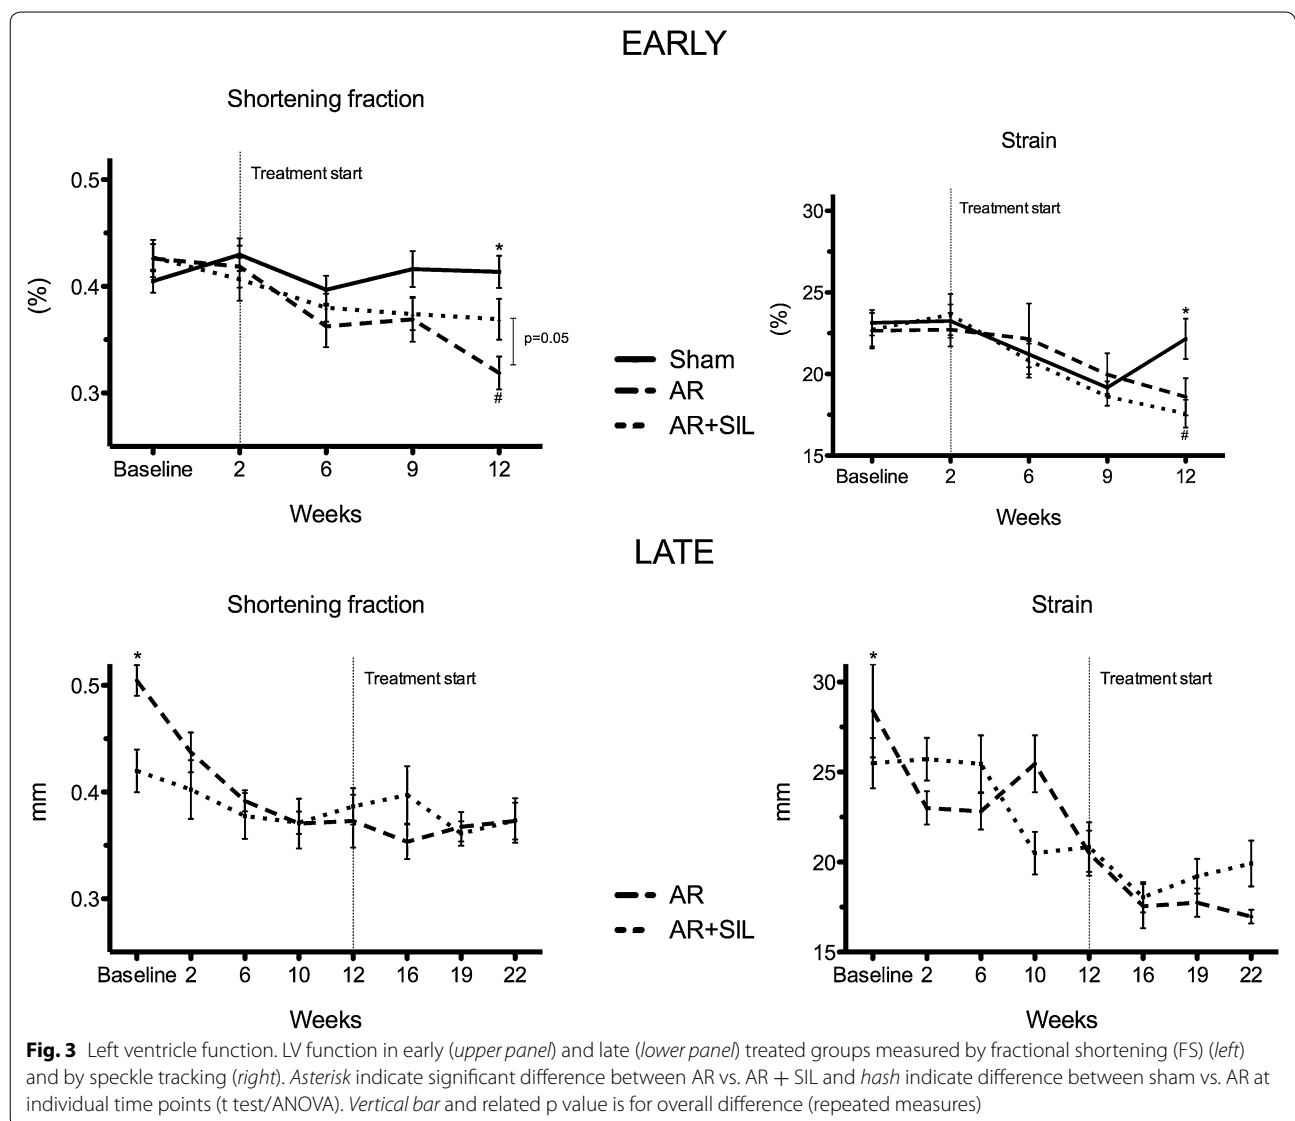 EARLY
Shortening fraction
Treatment start
0.5
0.4
0.3
(%)
*
p=0.05
#
Baseline 2 6 9 12
Weeks
Sham
AR
AR+SIL
Strain
Treatment start
30
25
20
15
(%)
*
#
Baseline 2 6 9 12
Weeks
LATE
Shortening fraction
*
Treatment start
0.5
0.4
0.3
mm
Baseline 2 6 10 12 16 19 22
Weeks
AR
AR+SIL
Strain
*
Treatment start
30
25
20
15
mm
Baseline 2 6 10 12 16 19 22
Weeks
Fig. 3 Left ventricle function. LV function in early (upper panel) and late (lower panel) treated groups measured by fractional shortening (FS) (left)
and by speckle tracking (right). Asterisk indicate significant difference between AR vs. AR + SIL and hash indicate difference between sham vs. AR at
individual time points (t test/ANOVA). Vertical bar and related p value is for overall difference (repeated measures)